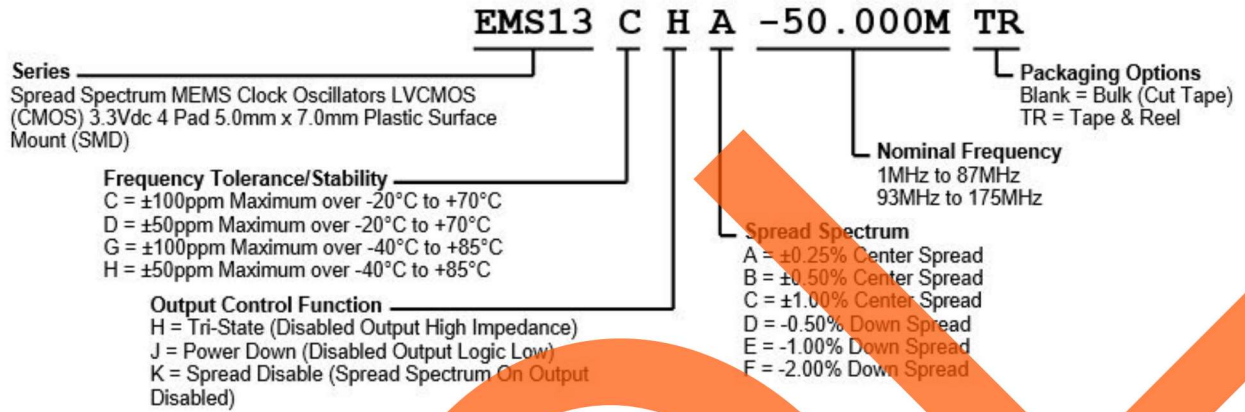 EMS13 C H A -50.000M TR
Series
Spread Spectrum MEMS Clock Oscillators LVCMOS
(CMOS) 3.3Vdc 4 Pad 5.0mm x 7.0mm Plastic Surface
Mount (SMD)
Frequency Tolerance/Stability
C = ±100ppm Maximum over -20°C to +70°C
D = ±50ppm Maximum over -20°C to +70°C
G = ±100ppm Maximum over -40°C to +85°C
H = ±50ppm Maximum over -40°C to +85°C
Output Control Function
H = Tri-State (Disabled Output High Impedance)
J = Power Down (Disabled Output Logic Low)
K = Spread Disable (Spread Spectrum On Output
Disabled)
Packaging Options
Blank = Bulk (Cut Tape)
TR = Tape & Reel
Nominal Frequency
1MHz to 87MHz
93MHz to 175MHz
Spread Spectrum
A = ±0.25% Center Spread
B = ±0.50% Center Spread
C = ±1.00% Center Spread
D = -0.50% Down Spread
E = -1.00% Down Spread
F = -2.00% Down Spread